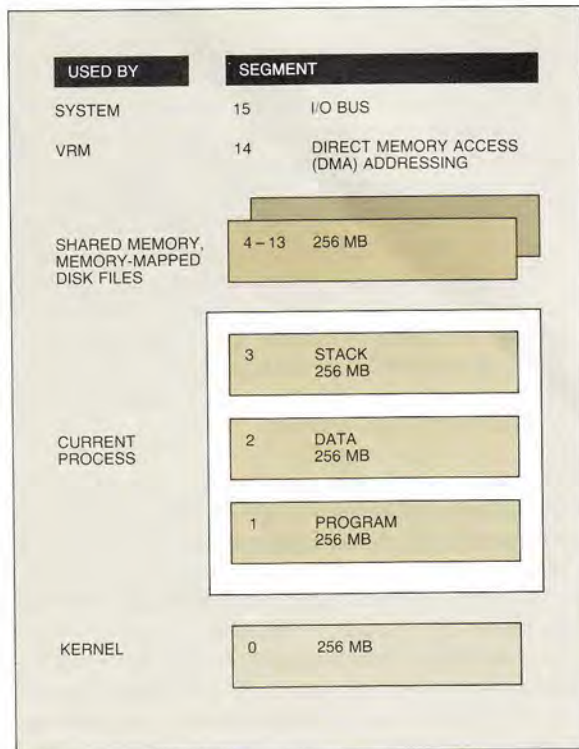 USED BY SEGMENT
SYSTEM 15 I/O BUS
VRM 14 DIRECT MEMORY ACCESS
(DMA) ADDRESSING
SHARED MEMORY,
MEMORY-MAPPED
DISK FILES
4–13 256 MB
3 STACK
256 MB
CURRENT
PROCESS
2 DATA
256 MB
1 PROGRAM
256 MB
KERNEL 0 256 MB